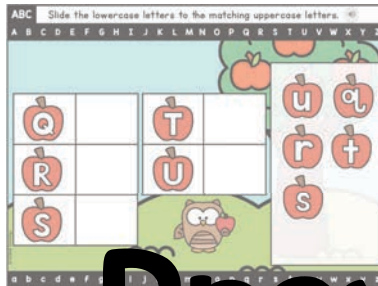 ABC Slide the lowercase letters to the matching uppercase letters.
A B C D E F G H I J K L M N O P Q R S T U V W X Y Z
Q T u q
R U r t
S s
a b c d e f g h i j